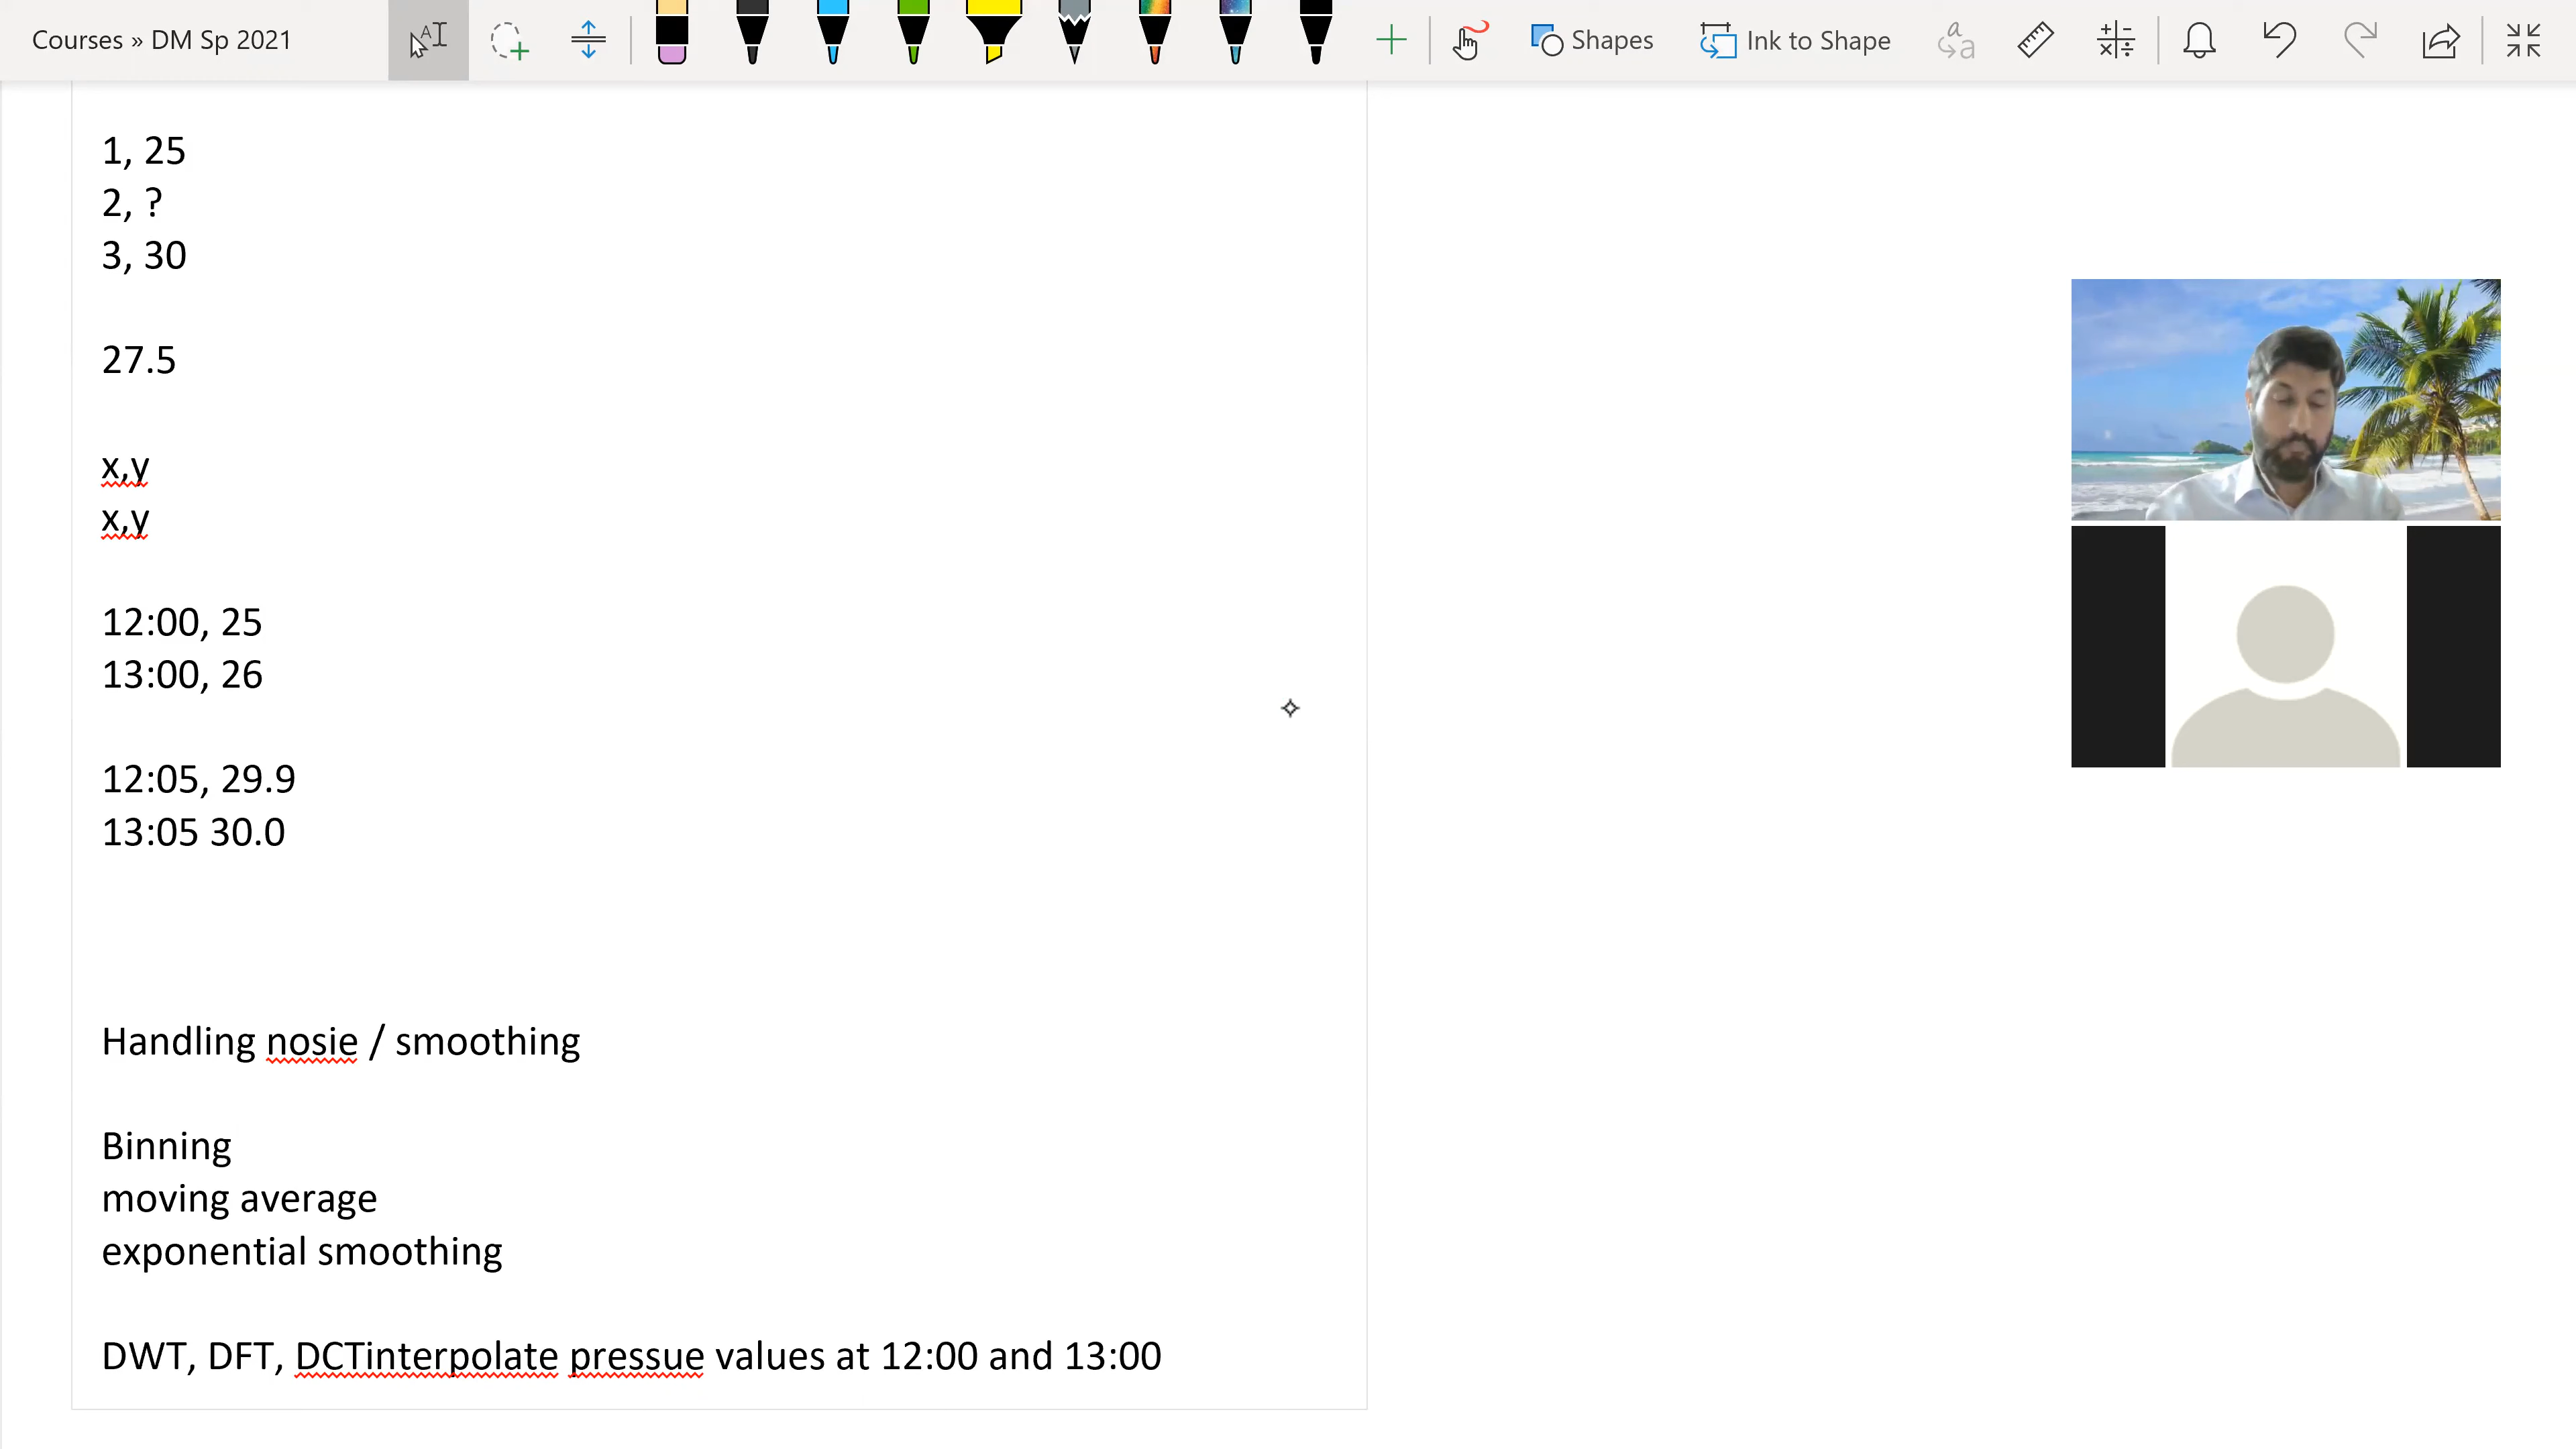 Courses » DM Sp 2021
Shapes
Ink to Shape
1, 25
2, ?
3, 30
27.5
x,y
x,y
12:00, 25
13:00, 26
12:05, 29.9
13:05 30.0
Handling nosie / smoothing
Binning
moving average
exponential smoothing
DWT, DFT, DCTinterpolate pressue values at 12:00 and 13:00